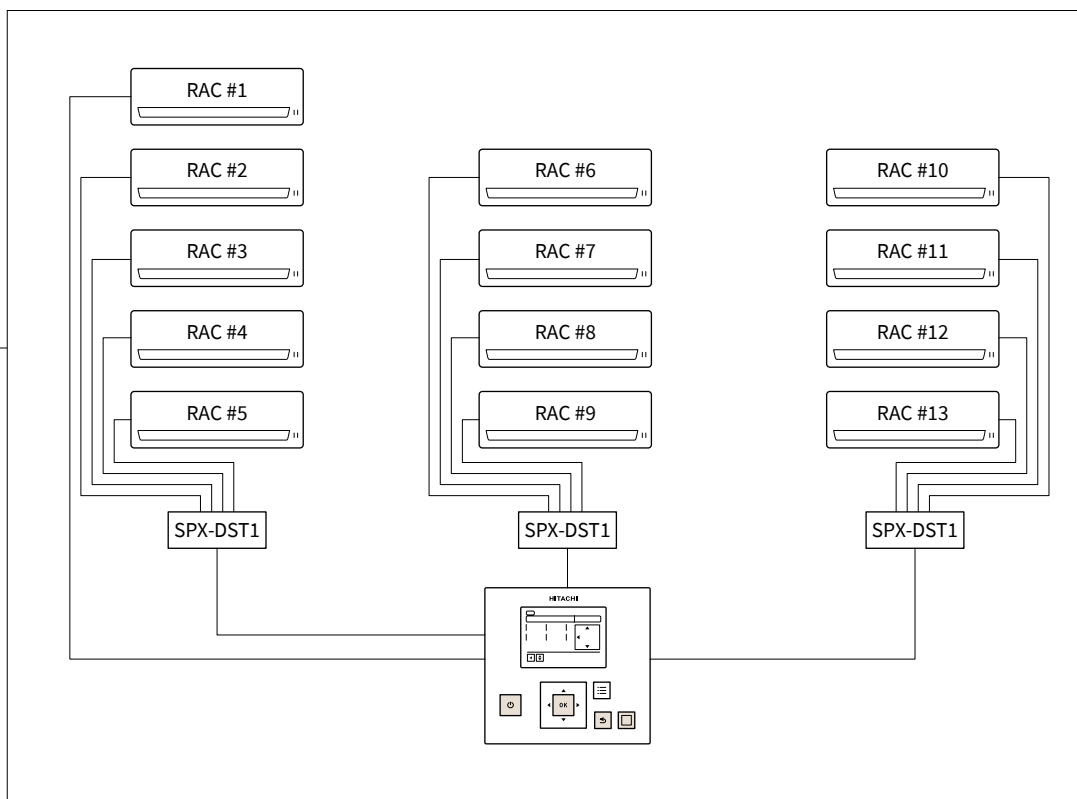 RAC #1
RAC #2
RAC #6
RAC #10
RAC #3
RAC #7
RAC #11
RAC #4
RAC #8
RAC #12
RAC #5
RAC #9
RAC #13
SPX-DST1
SPX-DST1
SPX-DST1
HITACHI
OK